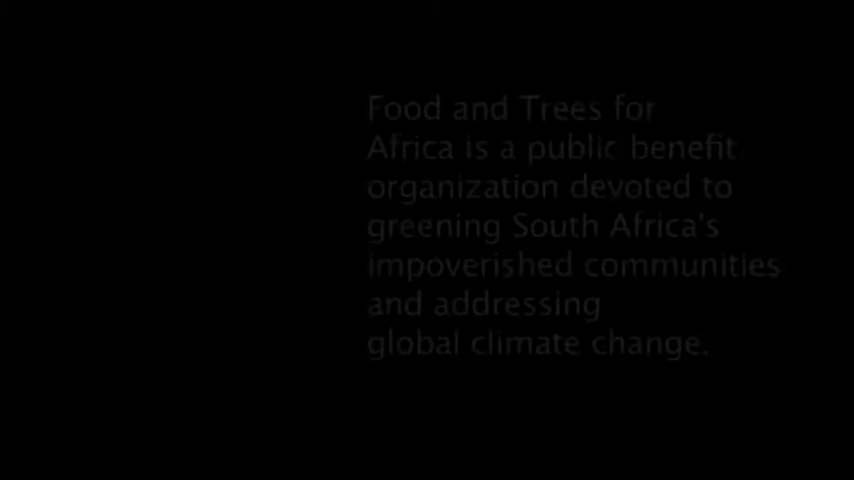 Food and Trees for
Africa is a public benefit
organization devoted to
greening South Africa's
impoverished communities
and addressing
global climate change.